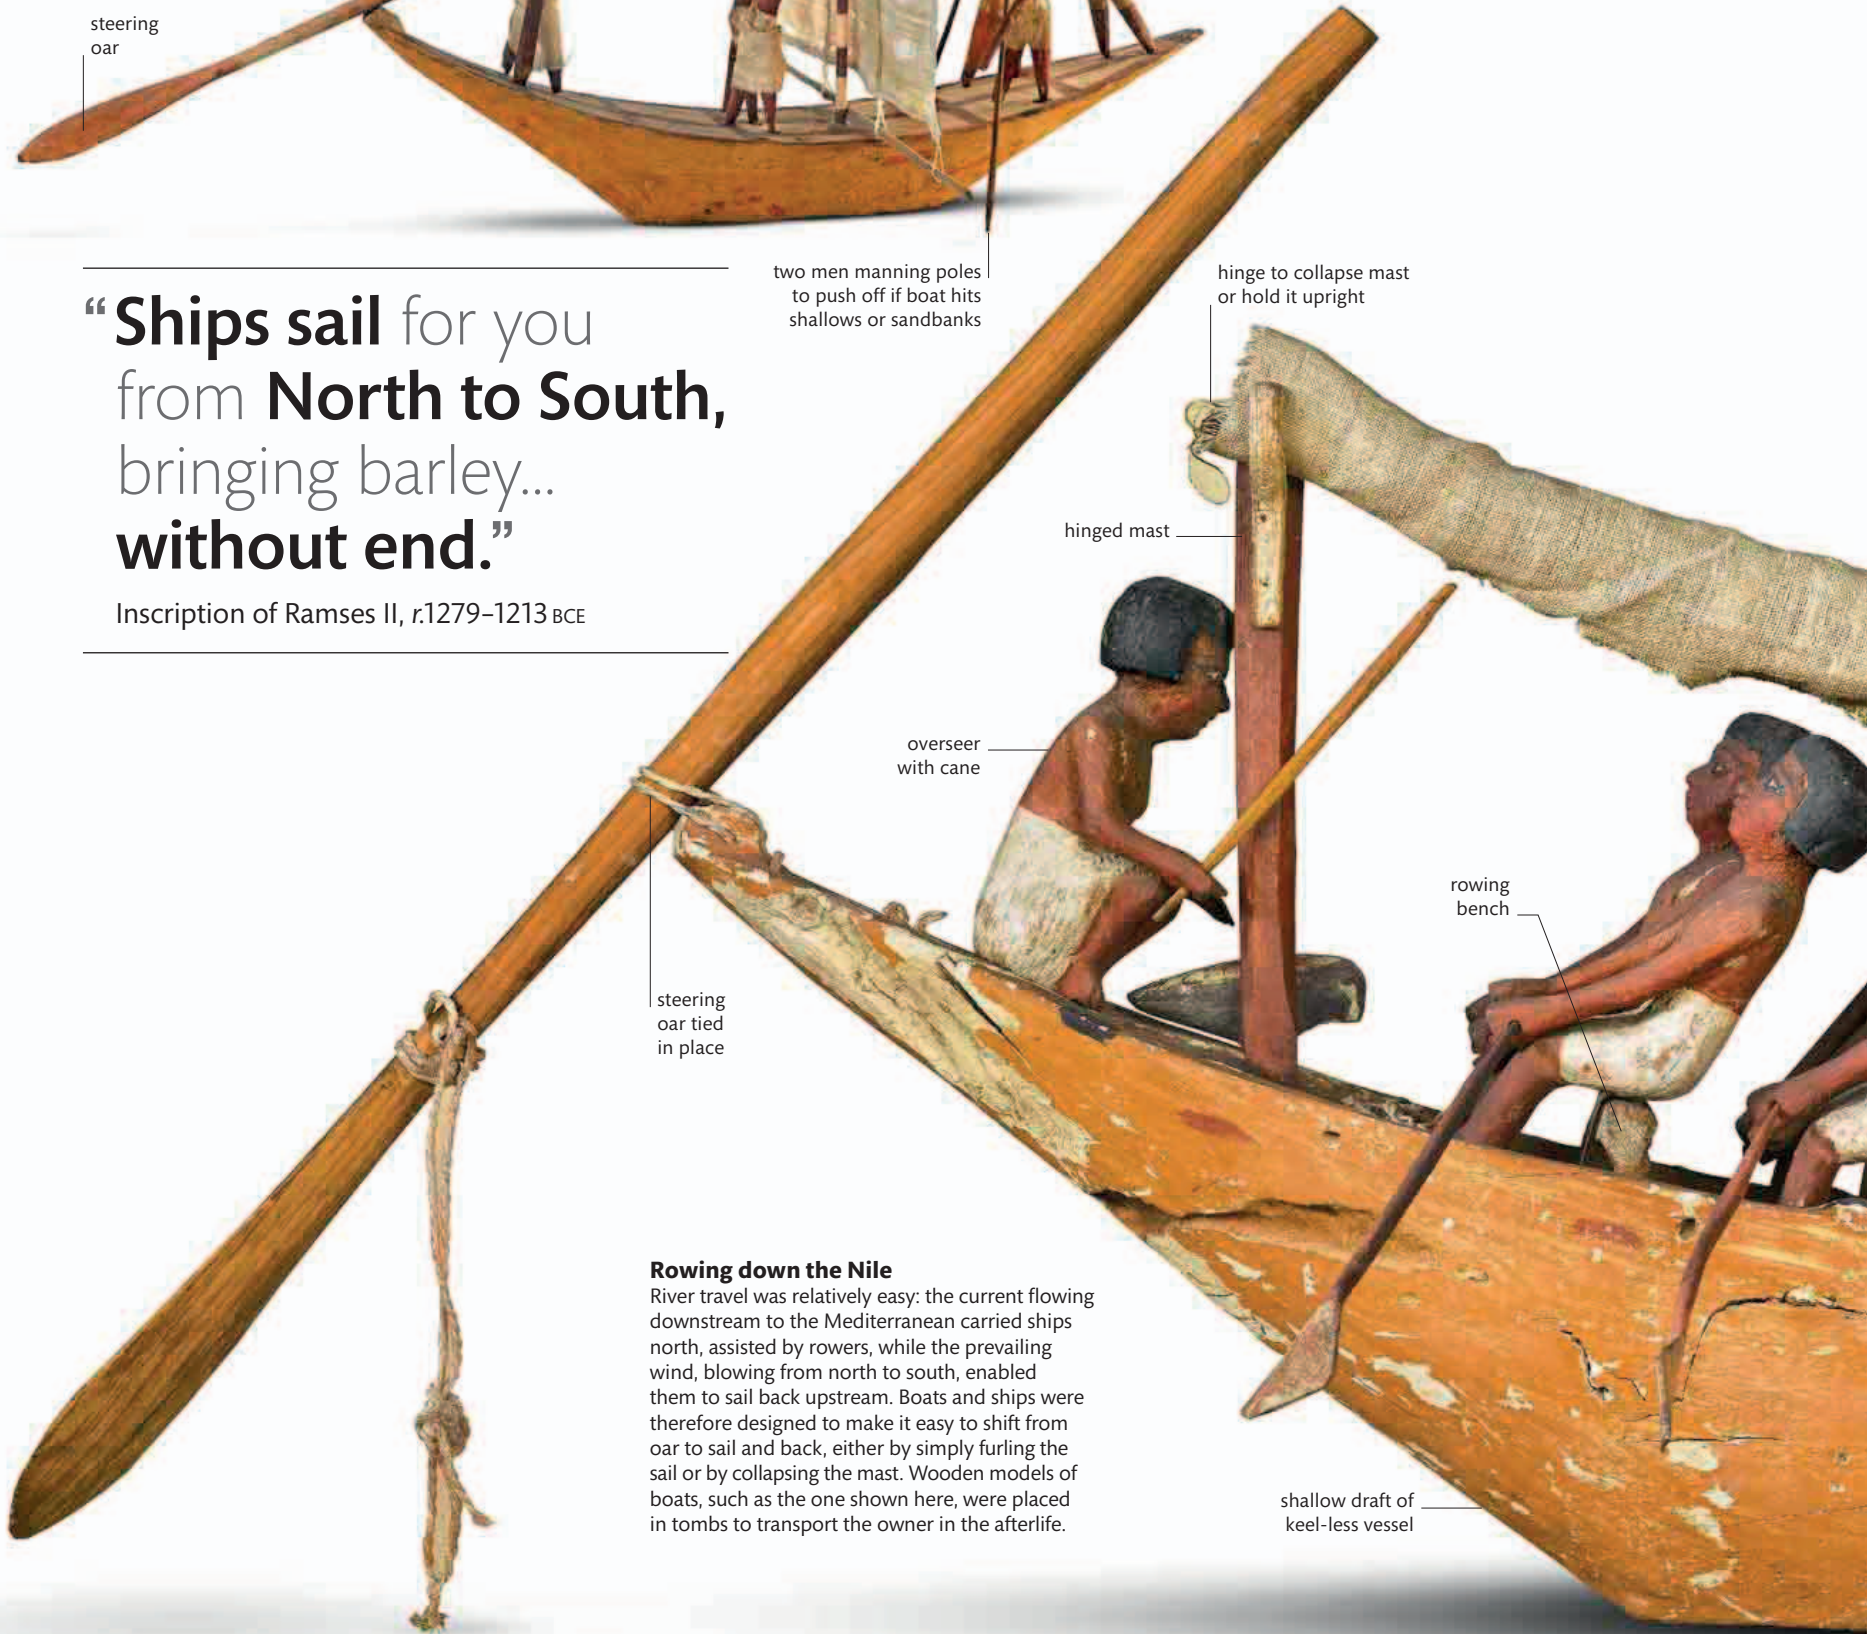 steering
oar
two men manning poles
to push off if boat hits
shallows or sandbanks
hinge to collapse mast
or hold it upright
“Ships sail for you
from North to South,
bringing barley...
without end.”
Inscription of Ramses II, r.1279–1213 BCE
hinged mast
overseer
with cane
rowing
bench
steering
oar tied
in place
Rowing down the Nile
River travel was relatively easy: the current flowing
downstream to the Mediterranean carried ships
north, assisted by rowers, while the prevailing
wind, blowing from north to south, enabled
them to sail back upstream. Boats and ships were
therefore designed to make it easy to shift from
oar to sail and back, either by simply furling the
sail or by collapsing the mast. Wooden models of
boats, such as the one shown here, were placed
in tombs to transport the owner in the afterlife.
shallow draft of
keel-less vessel